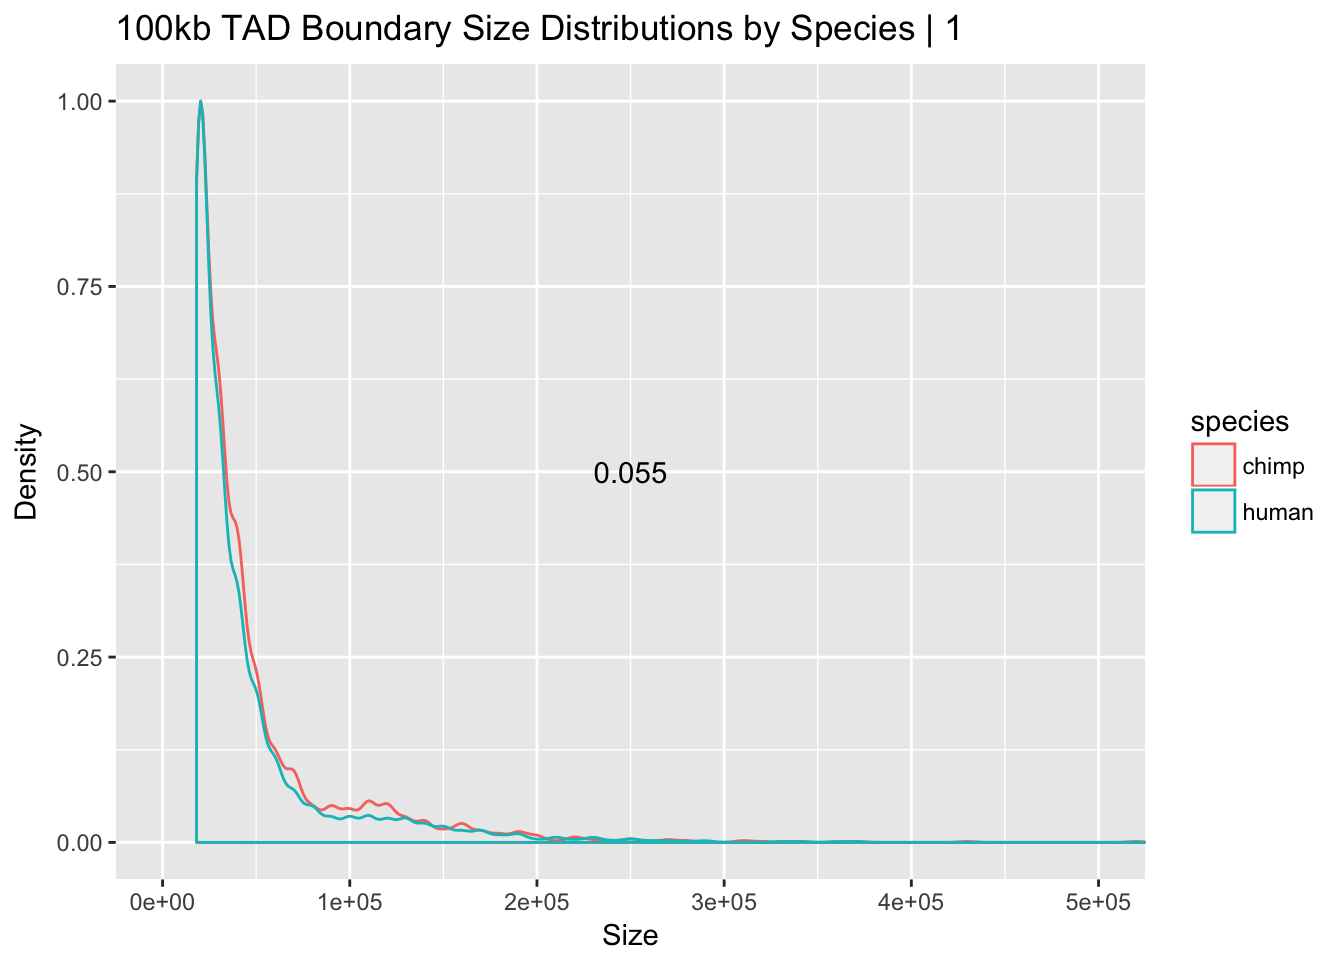 100kb TAD Boundary Size Distributions by Species | 1
1.00
0.75
0.50
0.25
0.00
Density
0.055
0e+00
1e+05
2e+05
3e+05
4e+05
5e+05
Size
species
chimp
human